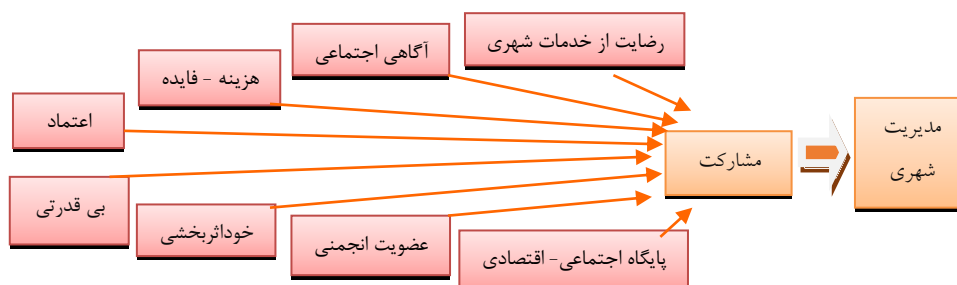 رضایت از خدمات شهری
آگاهی اجتماعی
هزینه - فایده
اعتماد
بی قدرتی
خوداثربخشی
عضویت انجمنی
پایگاه اجتماعی- اقتصادی
مشارکت
مدیریت
شهری